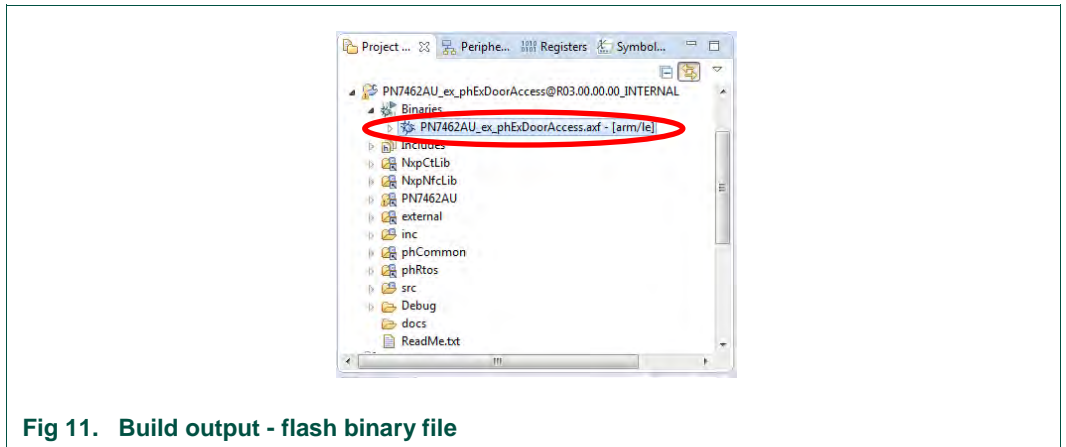 Project ... Periphe... Registers Symbol...
PN7462AU_ex_phExDoorAccess@R03.00.00.00_INTERNAL
Binaries
PN7462AU_ex_phExDoorAccess.axf - [arm/le]
Includes
NxpCtLib
NxpNfcLib
PN7462AU
external
inc
phCommon
phRtos
src
Debug
docs
ReadMe.txt
Fig 11. Build output - flash binary file